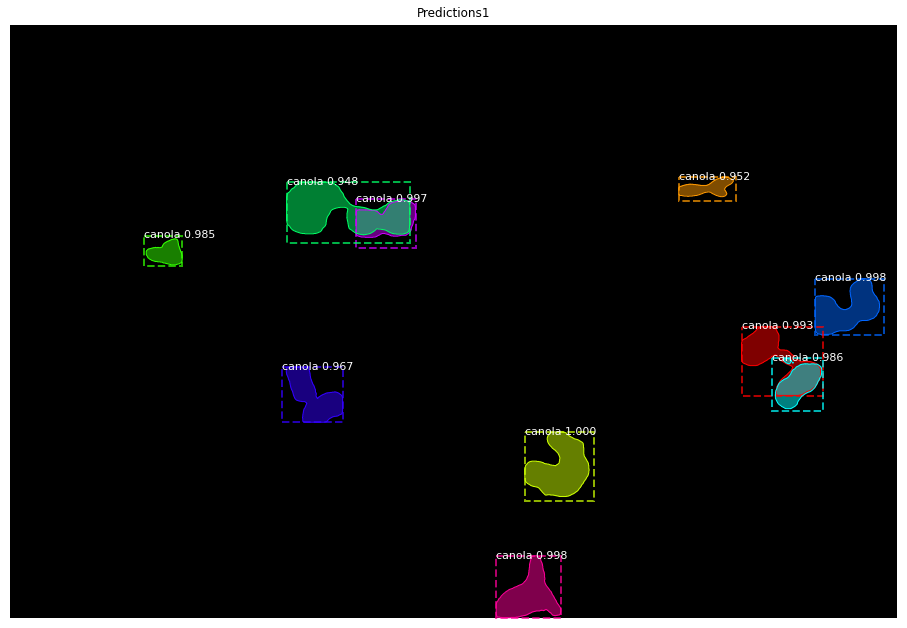 Predictions1
canola 0.952
canola 0.948
canola 0.997
canola 0.985
canola 0.998
canola 0.993
canola 0.986
canola 0.967
canola 1.000
canola 0.998